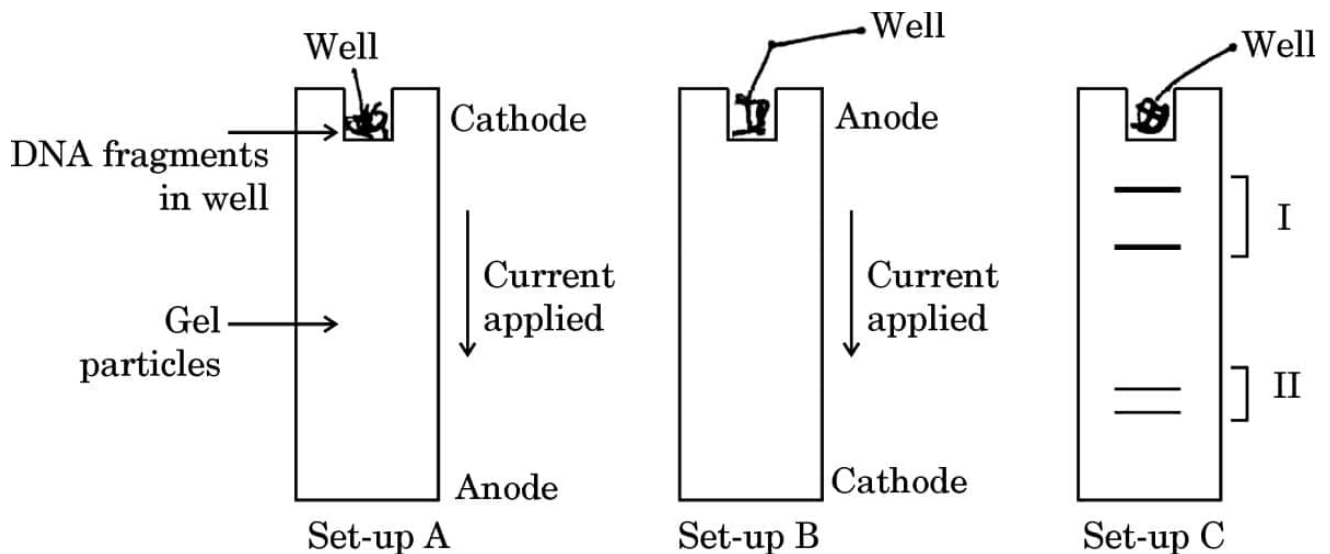 Well
Cathode
DNA fragments
in well
Current
applied
Gel
particles
Anode
Set-up A
Well
Anode
Current
applied
Cathode
Set-up B
Well
I
II
Set-up C